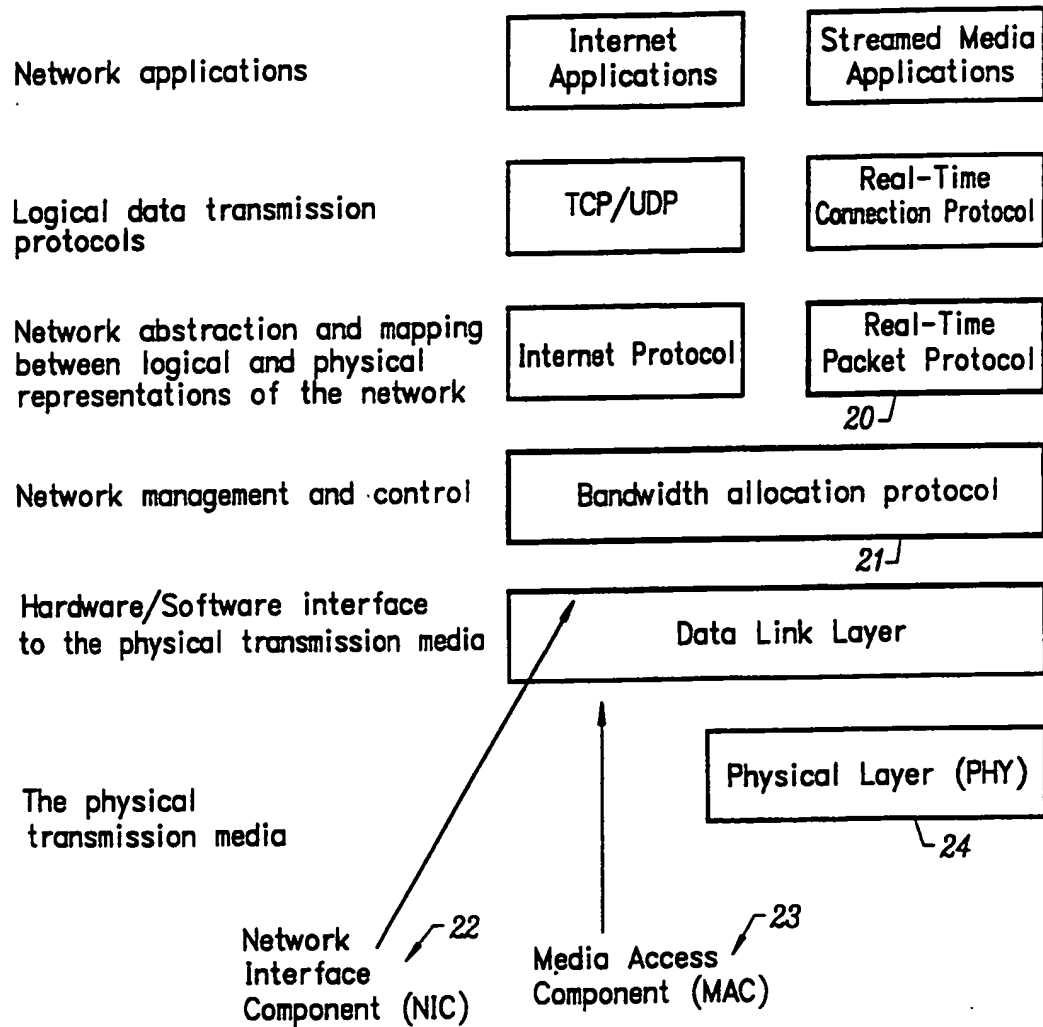 Network applications
Internet
Applications
Streamed Media
Applications
Logical data transmission
protocols
TCP/UDP
Real-Time
Connection Protocol
Network abstraction and mapping
between logical and physical
representations of the network
Internet Protocol
Real-Time
Packet Protocol
20
Network management and control
Bandwidth allocation protocol
21
Hardware/Software interface
to the physical transmission media
Data Link Layer
The physical
transmission media
Physical Layer (PHY)
24
Network
Interface
Component (NIC)
22
Media Access
Component (MAC)
23